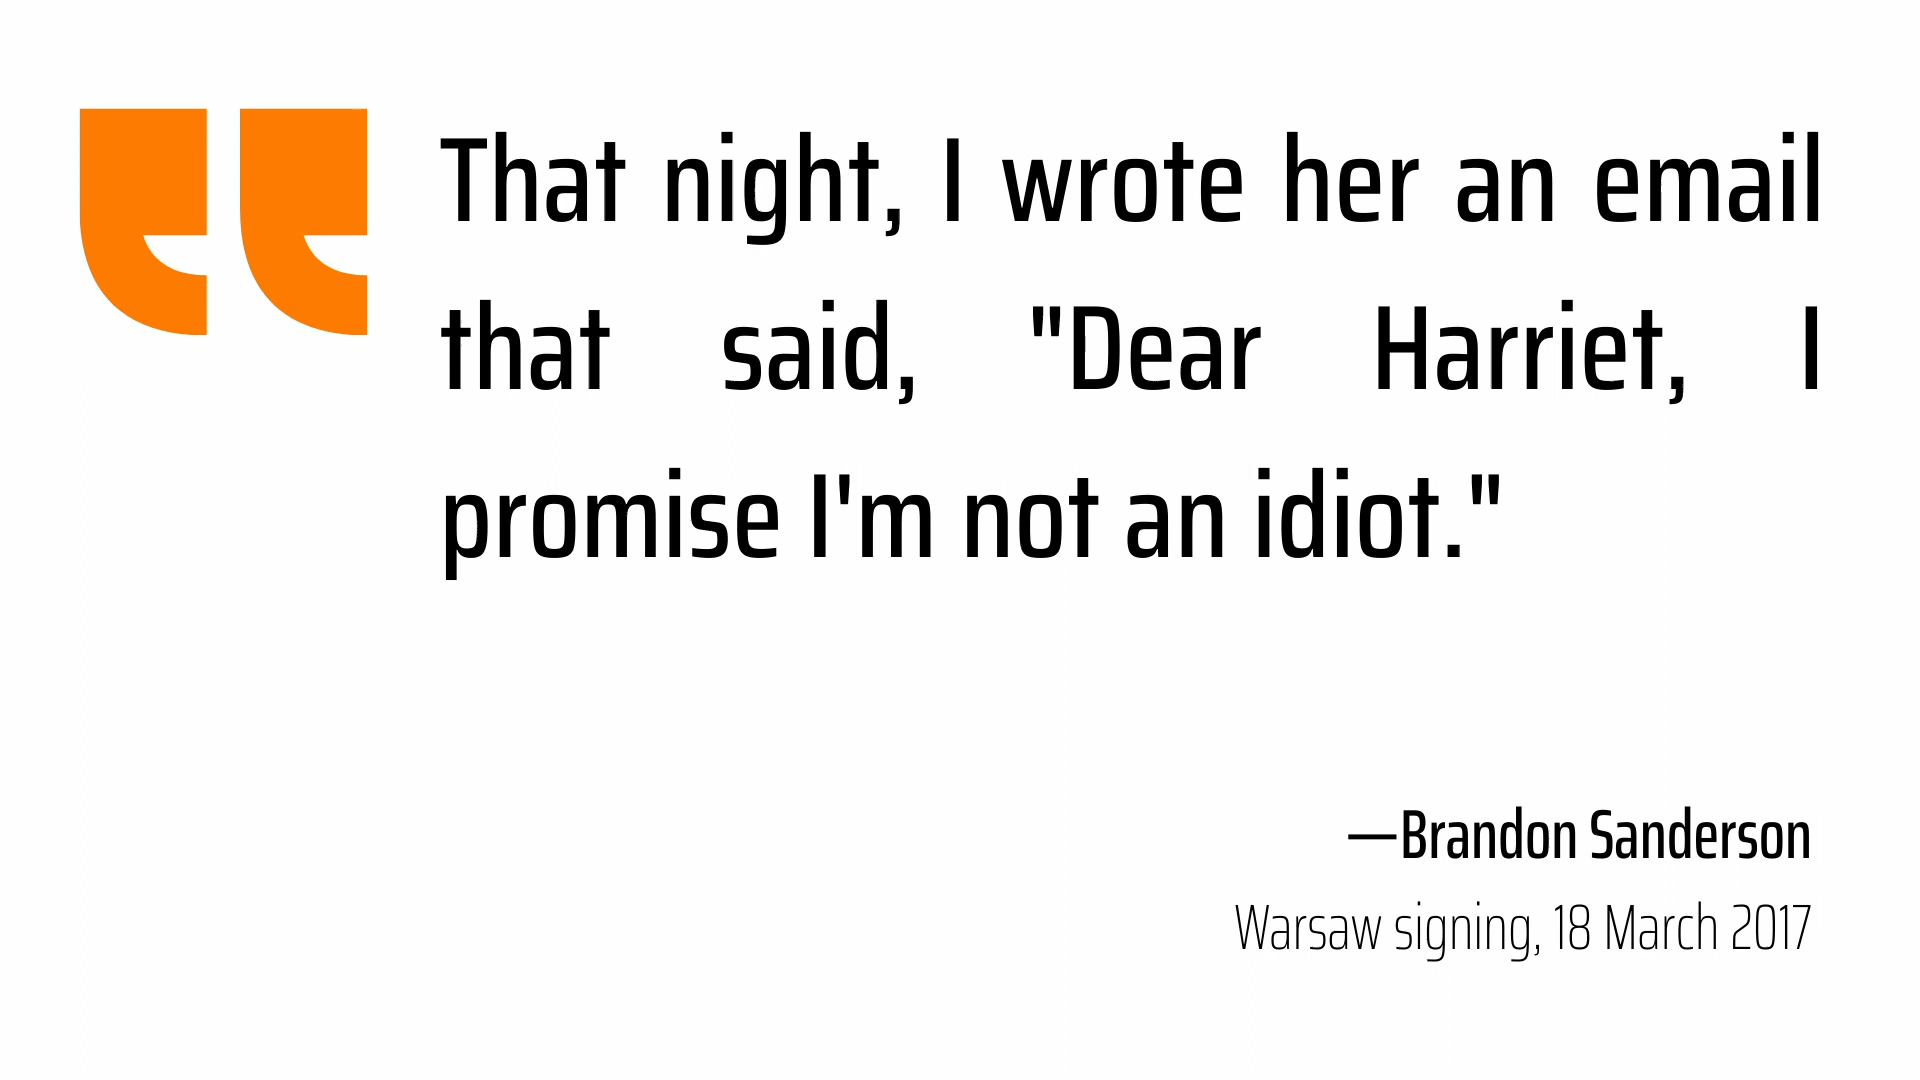 That night, I wrote her an email
that said, "Dear Harriet, I
promise I'm not an idiot."
—Brandon Sanderson
Warsaw signing, 18 March 2017